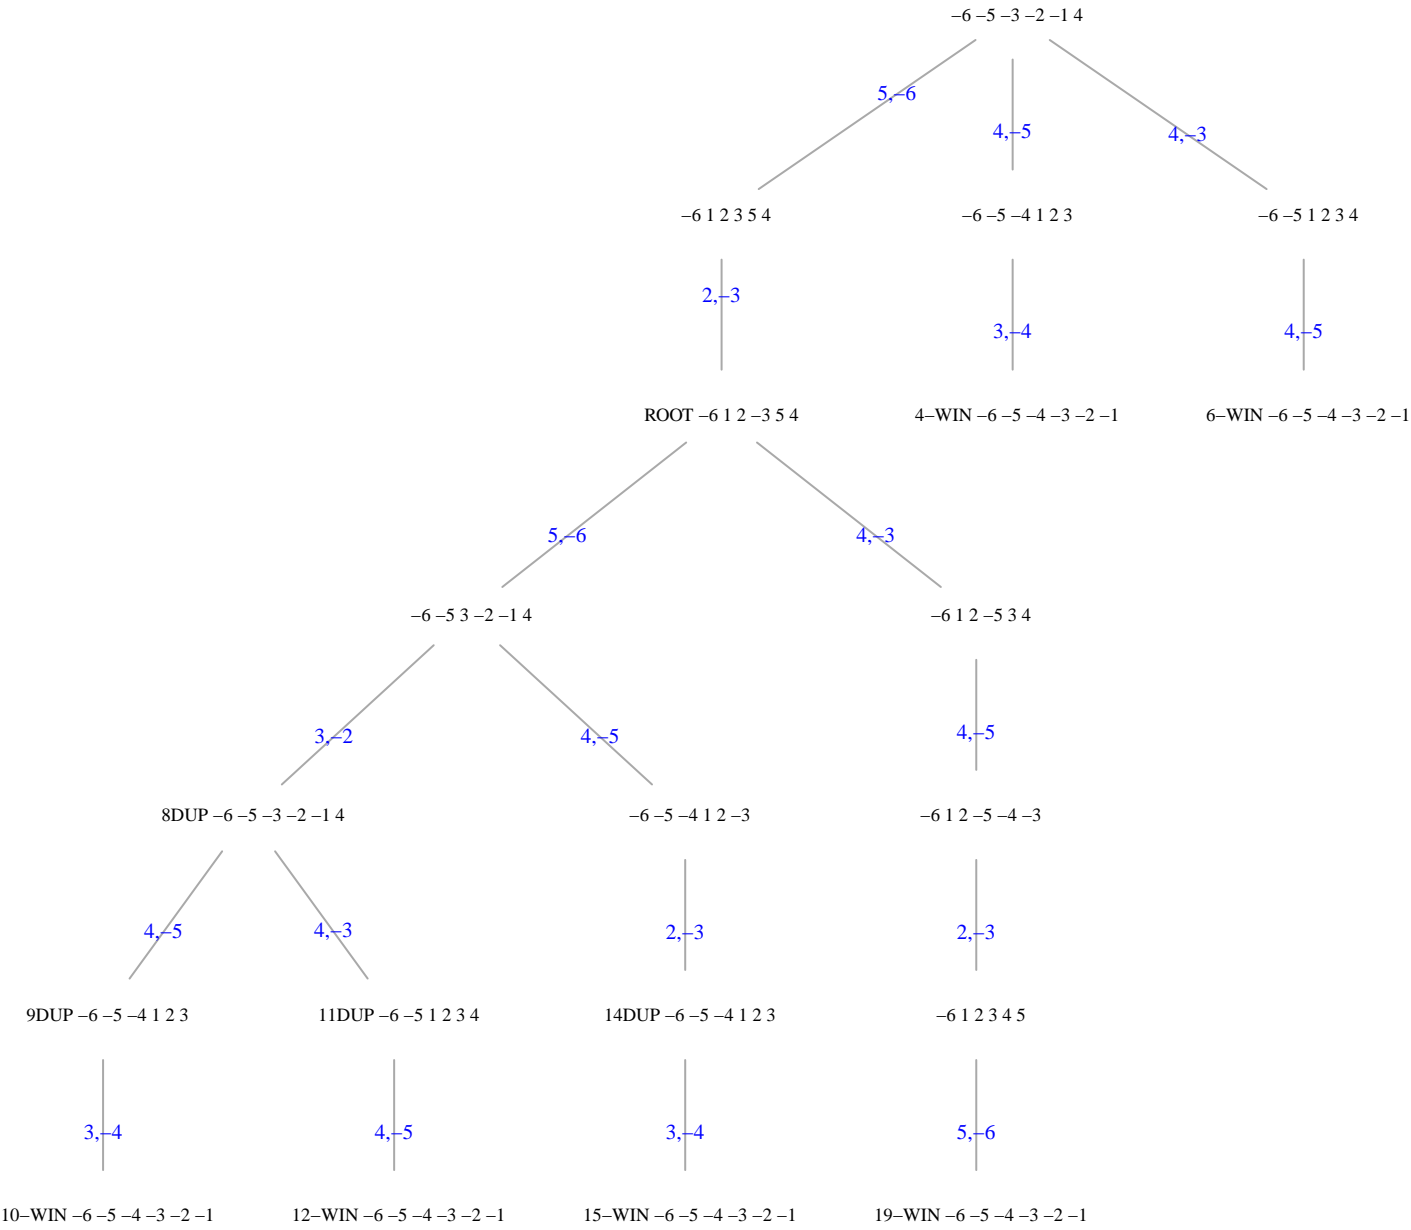 –6 –5 –3 –2 –1 4
5,–6
4,–5
4,–3
–6 1 2 3 5 4
–6 –5 –4 1 2 3
–6 –5 1 2 3 4
2,–3
3,–4
4,–5
ROOT –6 1 2 –3 5 4
4–WIN –6 –5 –4 –3 –2 –1
6–WIN –6 –5 –4 –3 –2 –1
5,–6
4,–3
–6 –5 3 –2 –1 4
–6 1 2 –5 3 4
3,–2
4,–5
4,–5
8DUP –6 –5 –3 –2 –1 4
–6 –5 –4 1 2 –3
–6 1 2 –5 –4 –3
4,–5
4,–3
2,–3
2,–3
9DUP –6 –5 –4 1 2 3
11DUP –6 –5 1 2 3 4
14DUP –6 –5 –4 1 2 3
–6 1 2 3 4 5
3,–4
4,–5
3,–4
5,–6
10–WIN –6 –5 –4 –3 –2 –1
12–WIN –6 –5 –4 –3 –2 –1
15–WIN –6 –5 –4 –3 –2 –1
19–WIN –6 –5 –4 –3 –2 –1